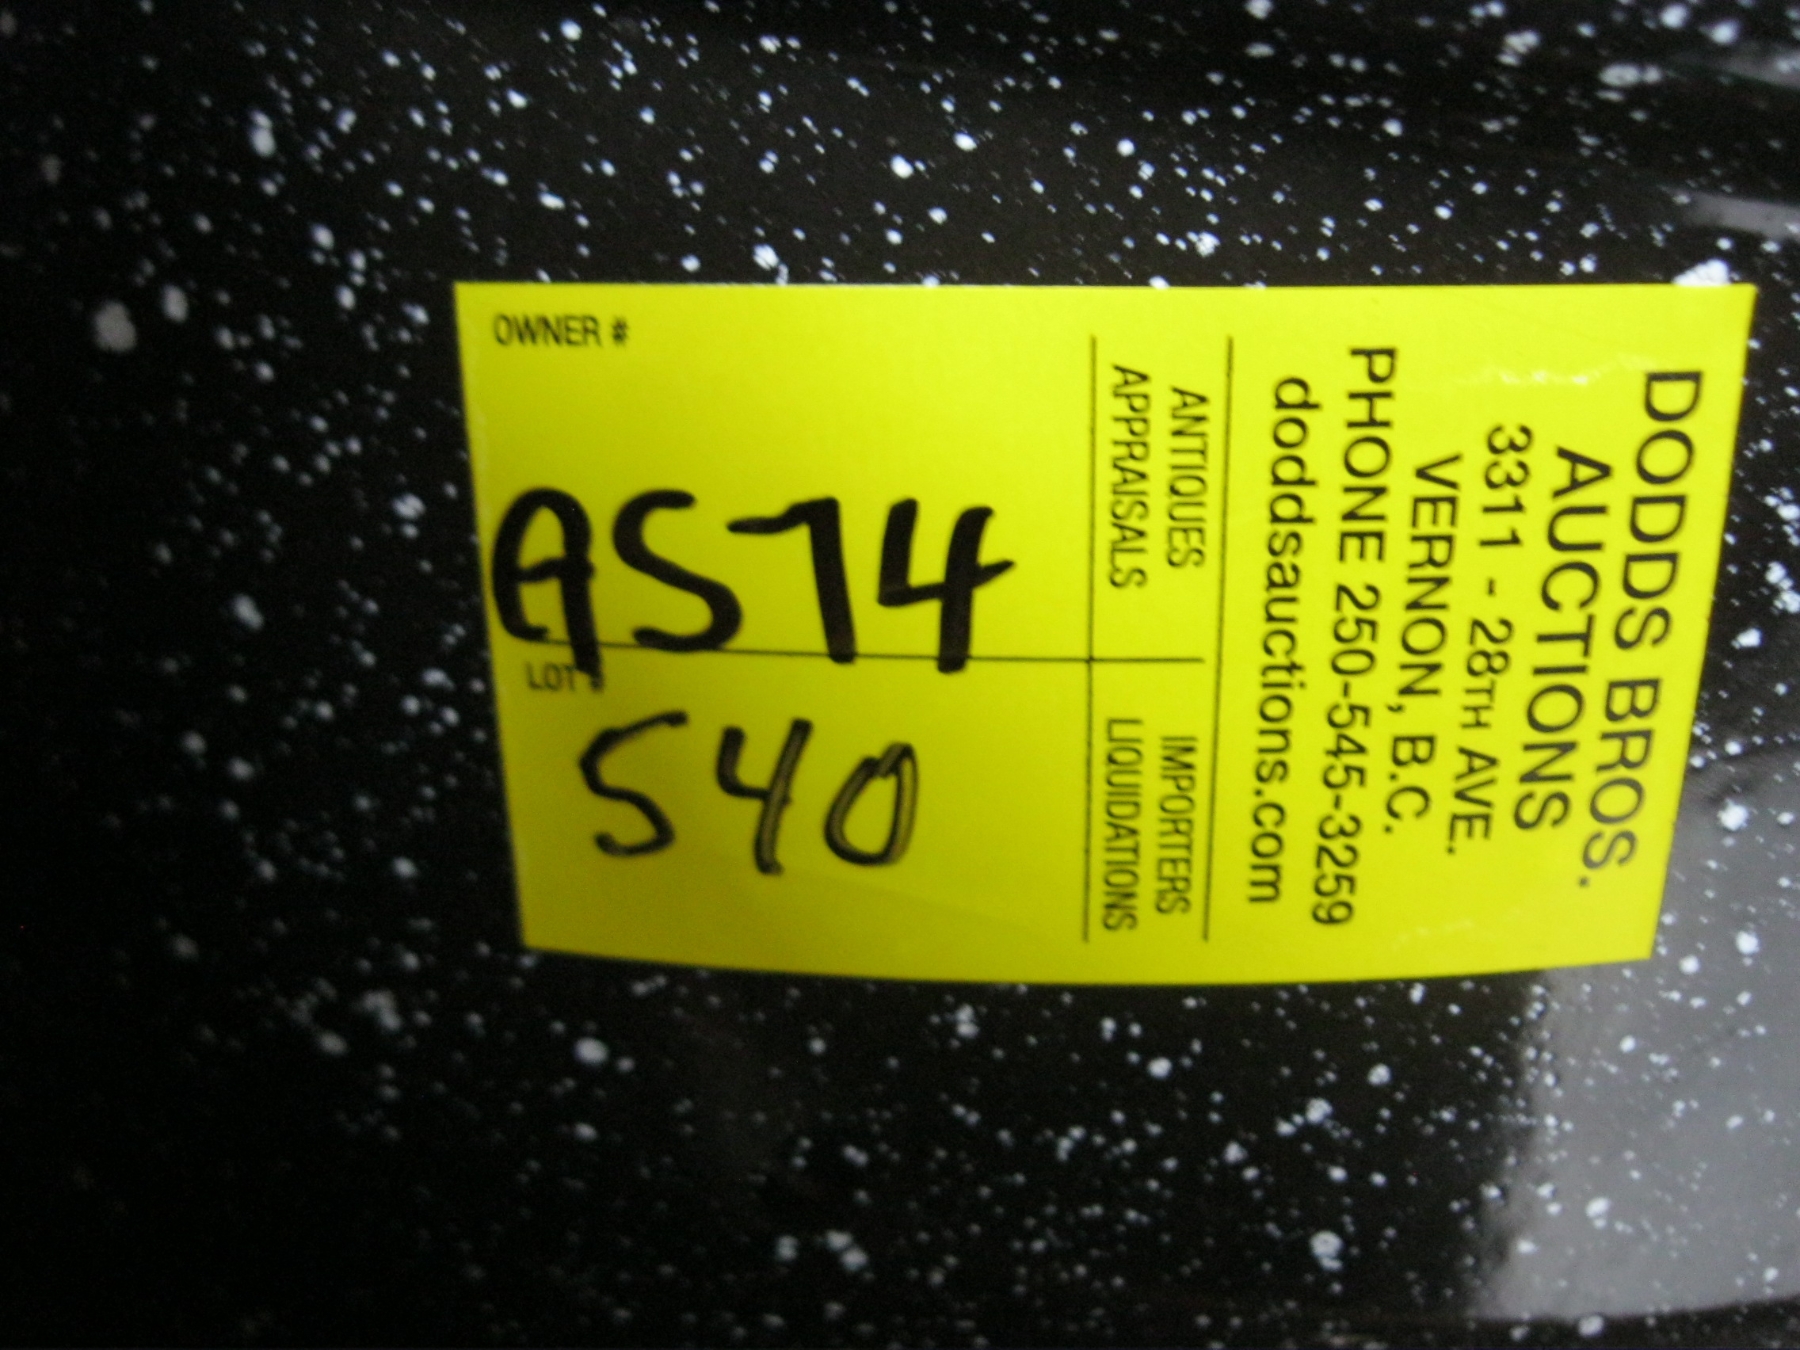 DODDS BROS.
AUCTIONS
3311 - 28TH AVE.
VERNON, B.C.
PHONE 250-545-3259
doddsauctions.com
ANTIQUES
APPRAISALS
IMPORTERS
LIQUIDATIONS
OWNER #
AS74
LOT #
540